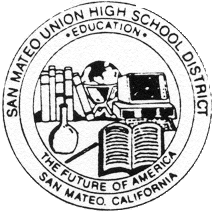 SAN MATEO UNION HIGH SCHOOL DISTRICT
• EDUCATION •
THE FUTURE OF AMERICA
SAN MATEO, CALIFORNIA